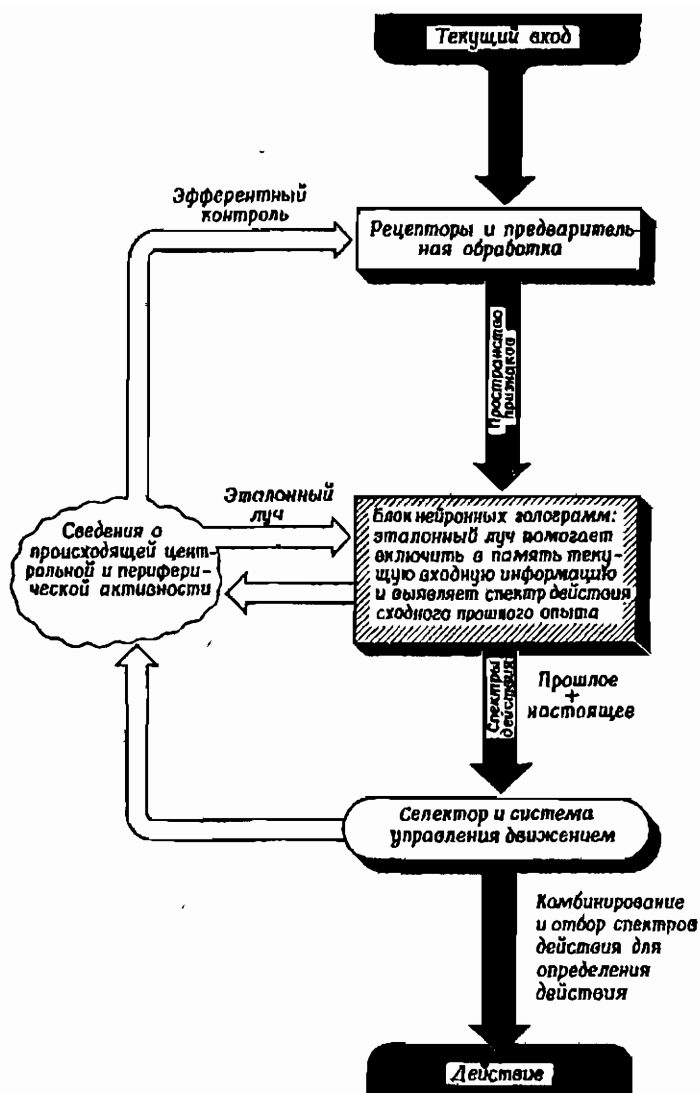 Текущий вход
Эфферентный
контроль
Рецепторы и предваритель-
ная обработка
Пространство
признаков
Эталонный
луч
Сведения о
происходящей цент-
ральной и перифери-
ческой активности
Блок нейронных голограмм:
эталонный луч помогает
включить в память теку-
щую входную информацию
и выявляет спектр действия
сходного прошлого опыта
Спектры
действия
Прошлое
+
настоящее
Селектор и система
управления движением
Комбинирование
и отбор спектров
действия для
определения
действия
Действие